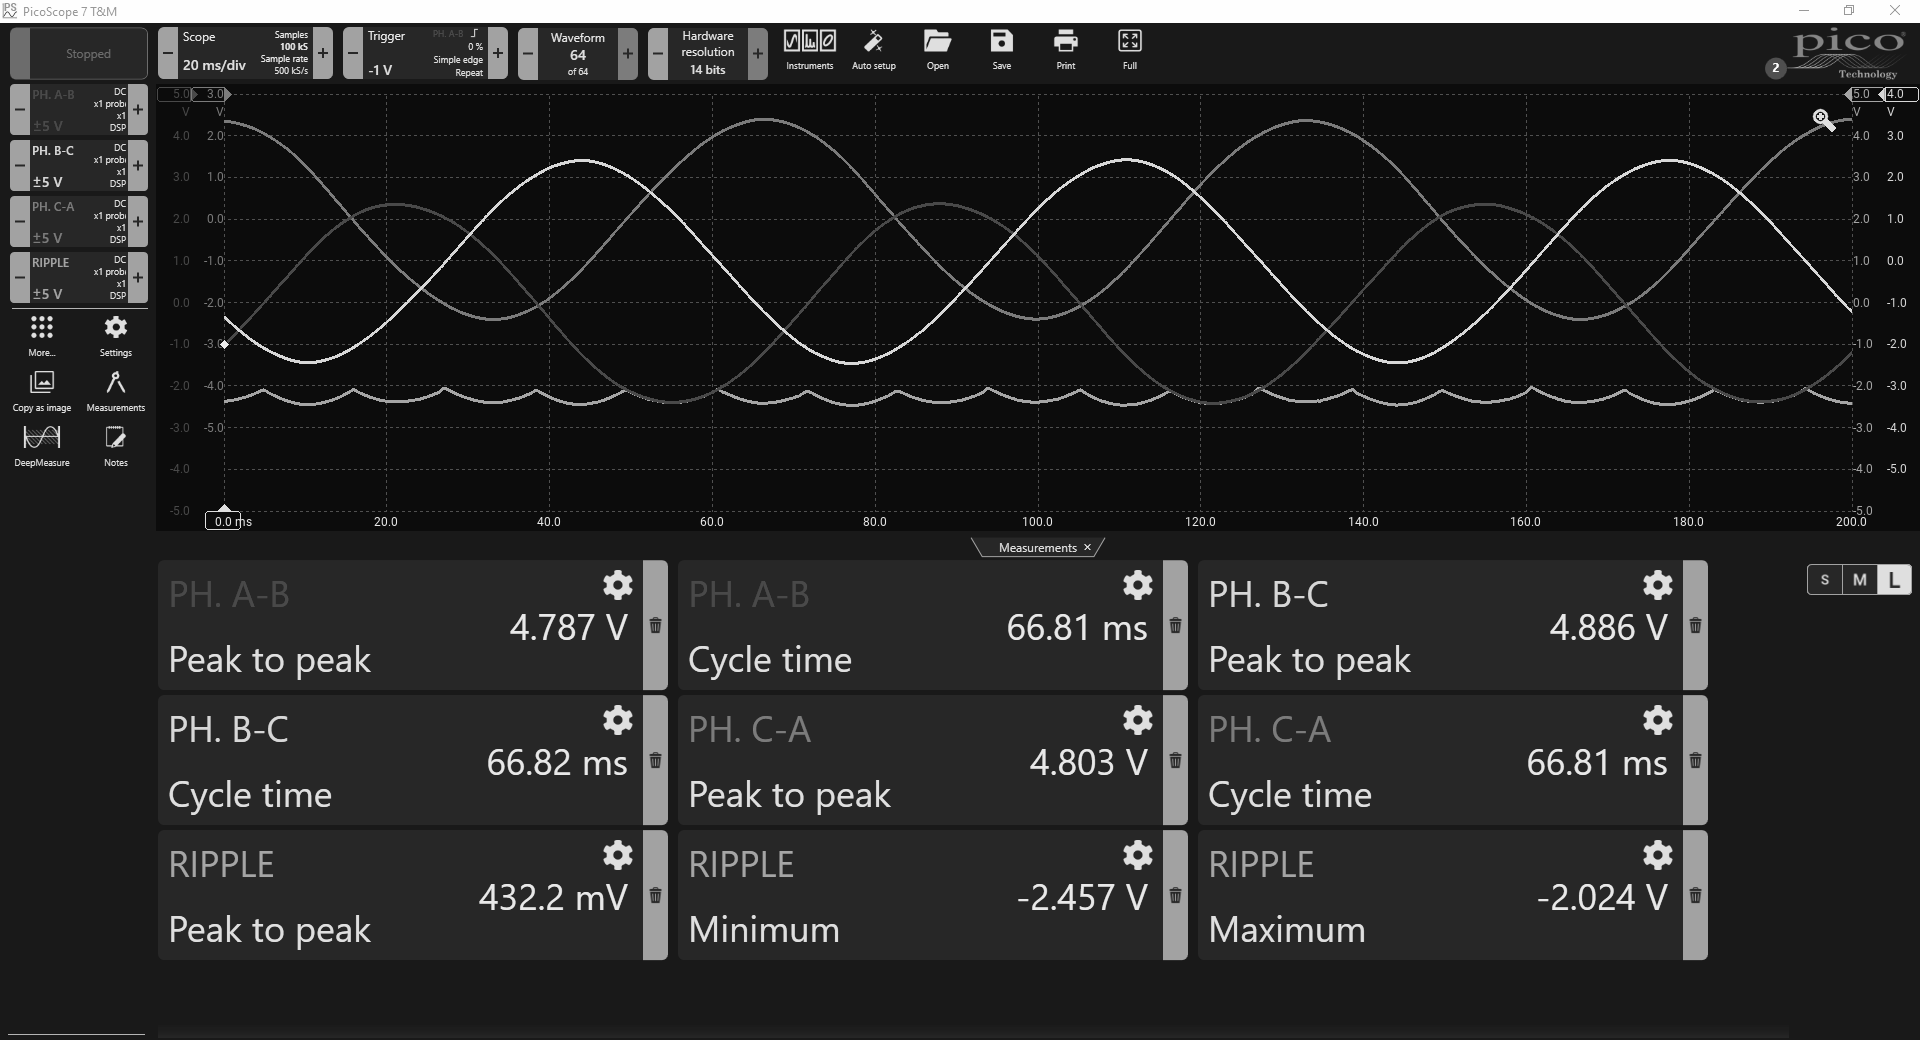 PicoScope 7 T&M
Stopped
Scope
20 ms/div
Samples
100 kS
Sample rate
500 kS/s
Trigger
-1 V
PH. A-B
0 %
Simple edge
Repeat
Waveform
64
of 64
Hardware
resolution
14 bits
Instruments
Auto setup
Open
Save
Print
Full
2
pico
Technology
PH. A-B
±5 V
DC
x1 prob
x1
DSP
PH. B-C
±5 V
DC
x1 prob
x1
DSP
PH. C-A
±5 V
DC
x1 prob
x1
DSP
RIPPLE
±5 V
DC
x1 prob
x1
DSP
More...
Settings
Copy as image
Measurements
DeepMeasure
Notes
5.0 3.0 5.0 4.0
V V V V
4.0 2.0 4.0 3.0
3.0 1.0 3.0 2.0
2.0 0.0 2.0 1.0
1.0 -1.0 1.0 0.0
0.0 -2.0 0.0 -1.0
-1.0 -3.0 -1.0 -2.0
-2.0 -4.0 -2.0 -3.0
-3.0 -5.0 -3.0 -4.0
-4.0 -4.0 -5.0
-5.0 -5.0
0.0 ms 20.0 40.0 60.0 80.0 100.0 120.0 140.0 160.0 180.0 200.0
Measurements ×
S M L
PH. A-B
4.787 V
Peak to peak
PH. A-B
66.81 ms
Cycle time
PH. B-C
4.886 V
Peak to peak
PH. B-C
66.82 ms
Cycle time
PH. C-A
4.803 V
Peak to peak
PH. C-A
66.81 ms
Cycle time
RIPPLE
432.2 mV
Peak to peak
RIPPLE
-2.457 V
Minimum
RIPPLE
-2.024 V
Maximum